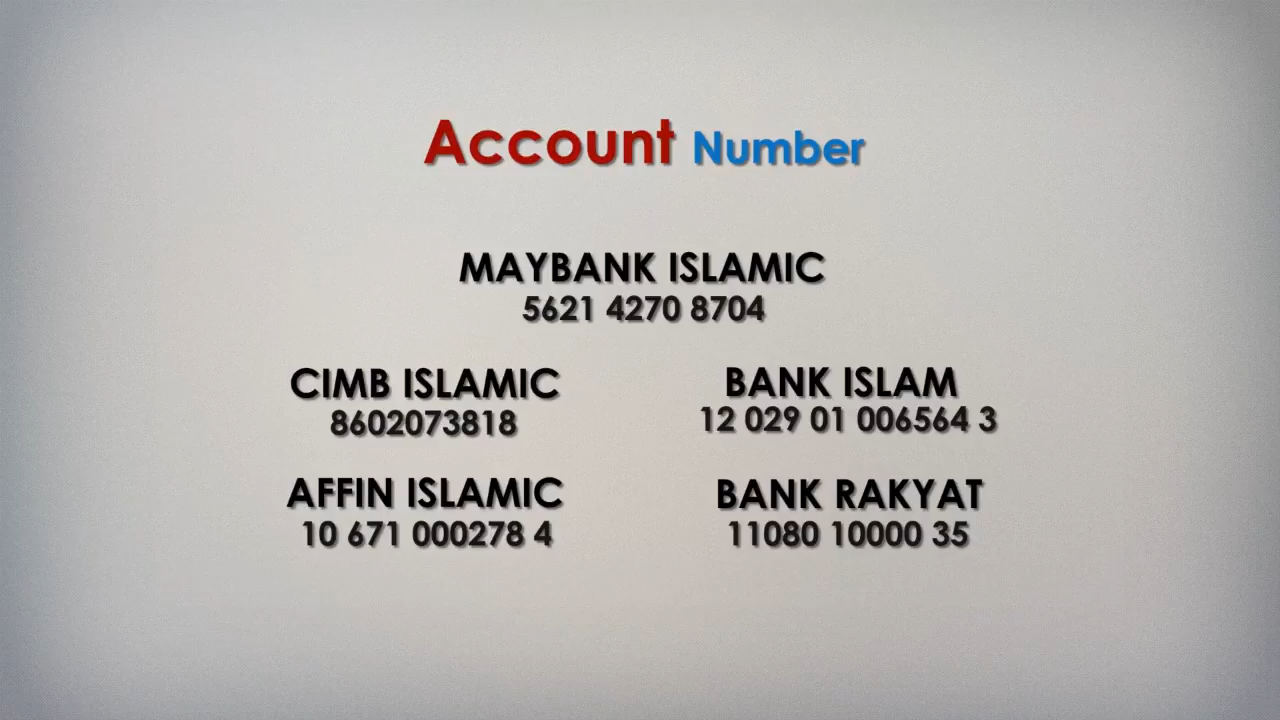 Account Number
MAYBANK ISLAMIC
5621 4270 8704
CIMB ISLAMIC
8602073818
BANK ISLAM
12 029 01 006564 3
AFFIN ISLAMIC
10 671 000278 4
BANK RAKYAT
11080 10000 35